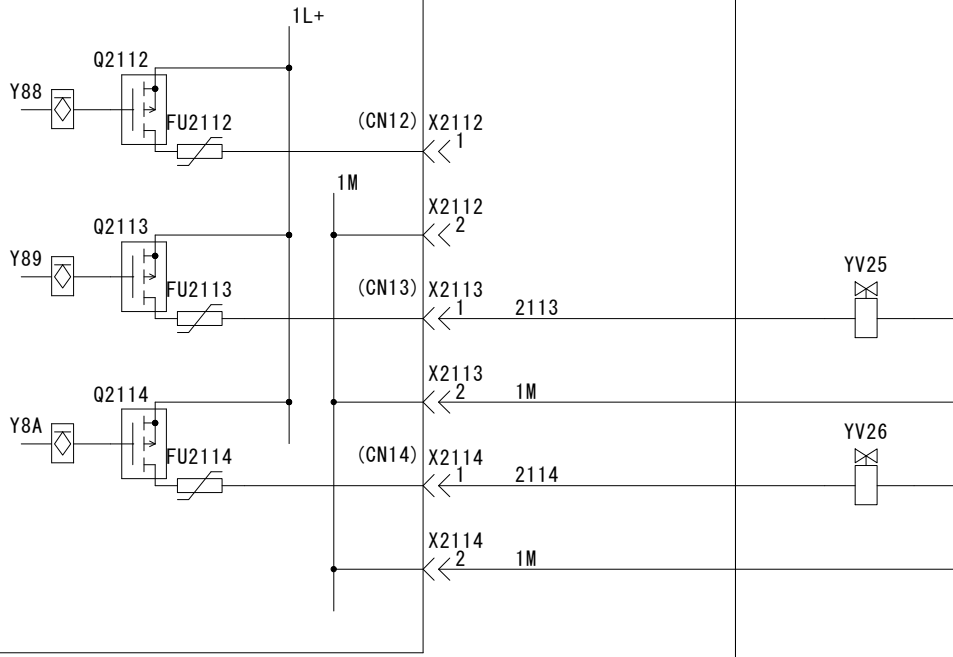 1L+
Q2112
Y88
FU2112
(CN12) X2112
1
1M
X2112
2
Q2113
Y89
FU2113
(CN13) X2113
1
2113
YV25
X2113
2
1M
Q2114
Y8A
FU2114
(CN14) X2114
1
2114
YV26
X2114
2
1M